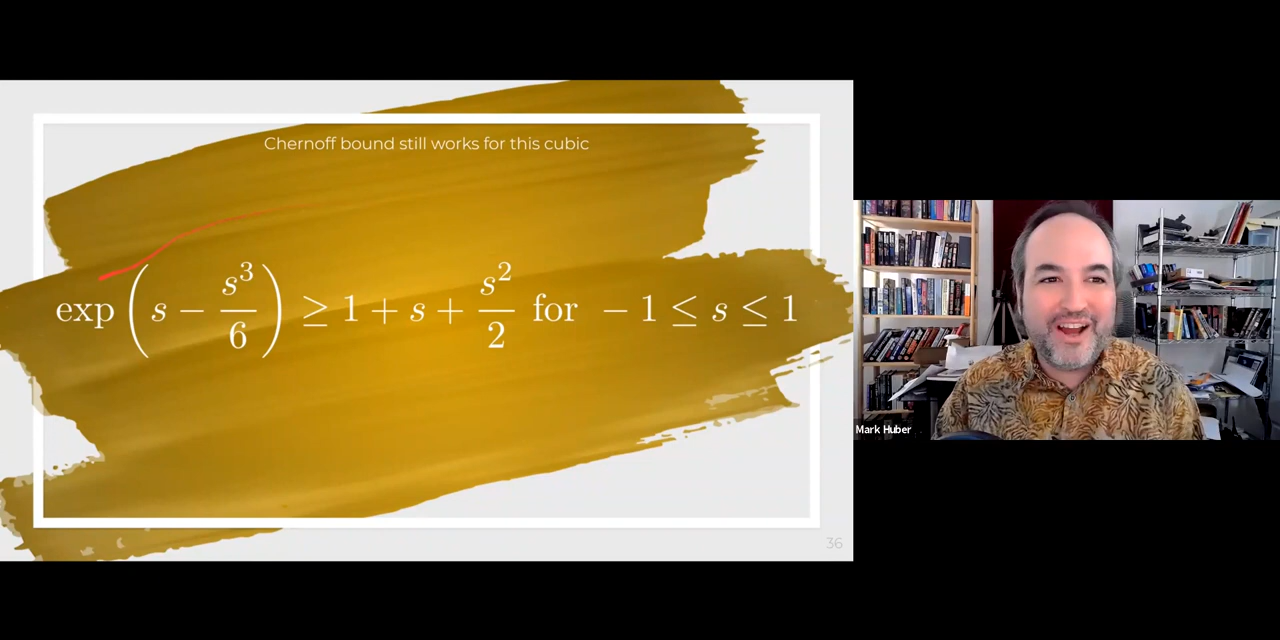 Chernoff bound still works for this cubic
exp(s − s³/6) ≥ 1 + s + s²/2 for −1 ≤ s ≤ 1
36
Mark Huber